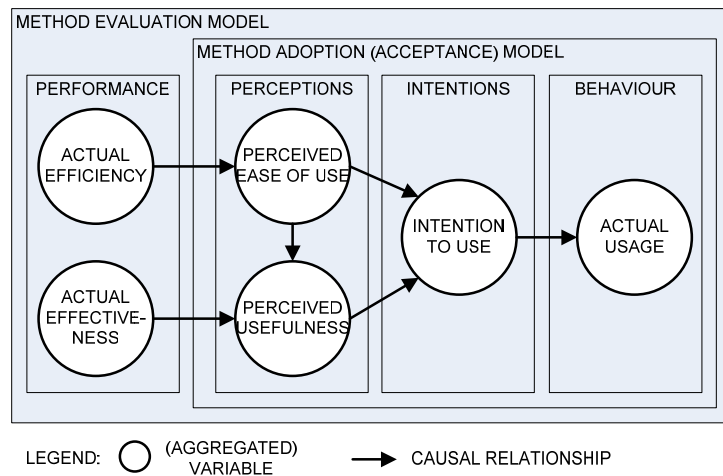 METHOD EVALUATION MODEL
METHOD ADOPTION (ACCEPTANCE) MODEL
PERFORMANCE
PERCEPTIONS
INTENTIONS
BEHAVIOUR
ACTUAL
EFFICIENCY
PERCEIVED
EASE OF USE
INTENTION
TO USE
ACTUAL
USAGE
ACTUAL
EFFECTIVE-
NESS
PERCEIVED
USEFULNESS
LEGEND:
(AGGREGATED)
VARIABLE
CAUSAL RELATIONSHIP